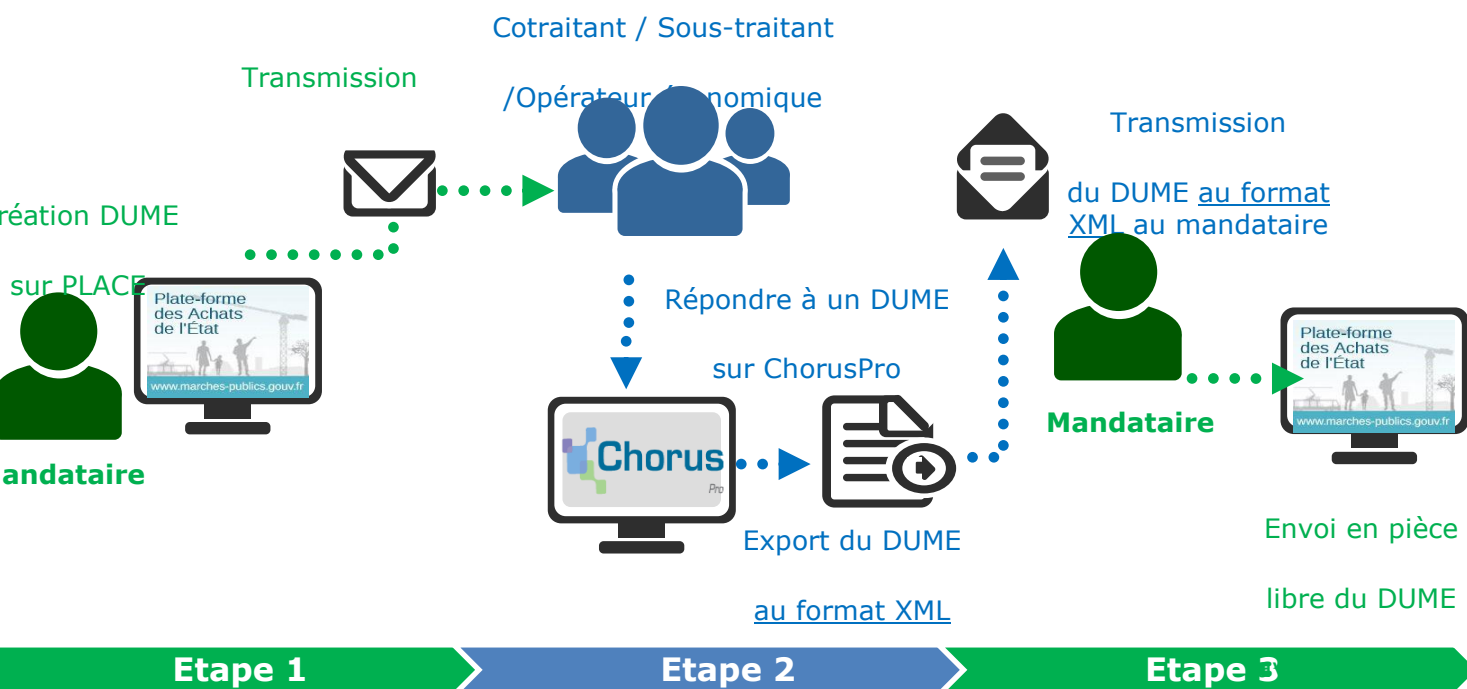 Cotraitant / Sous-traitant
/Opérateur
nomique
Transmission
réation DUME
sur PLACE
Plate-forme
des Achats
de l'État
www.marches-publics.gouv.fr
andataire
Répondre à un DUME
sur ChorusPro
Chorus
Pro
Export du DUME
au format XML
Transmission
du DUME au format
XML au mandataire
Mandataire
Plate-forme
des Achats
de l'État
www.marches-publics.gouv.fr
Envoi en pièce
libre du DUME
Etape 1
Etape 2
Etape 3